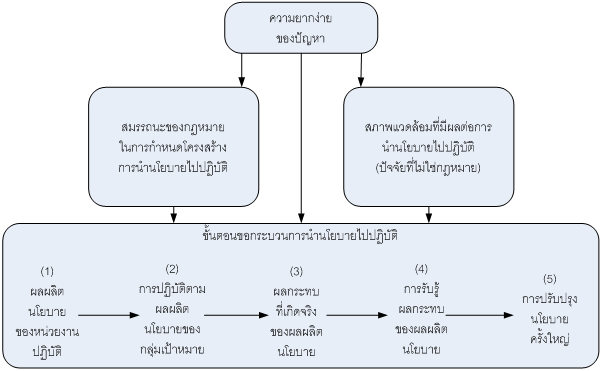 ความยากง่าย
ของปัญหา
สมรรถนะของกฎหมาย
ในการกำหนดโครงสร้าง
การนำนโยบายไปปฏิบัติ
สภาพแวดล้อมที่มีผลต่อการ
นำนโยบายไปปฏิบัติ
(ปัจจัยที่ไม่ใช่กฎหมาย)
ขั้นตอนขอกระบวนการนำนโยบายไปปฏิบัติ
(1)
ผลผลิต
นโยบาย
ของหน่วยงาน
ปฏิบัติ
(2)
การปฏิบัติตาม
ผลผลิต
นโยบายของ
กลุ่มเป้าหมาย
(3)
ผลกระทบ
ที่เกิดจริง
ของผลผลิต
นโยบาย
(4)
การรับรู้
ผลกระทบ
ของผลผลิต
นโยบาย
(5)
การปรับปรุง
นโยบาย
ครั้งใหญ่